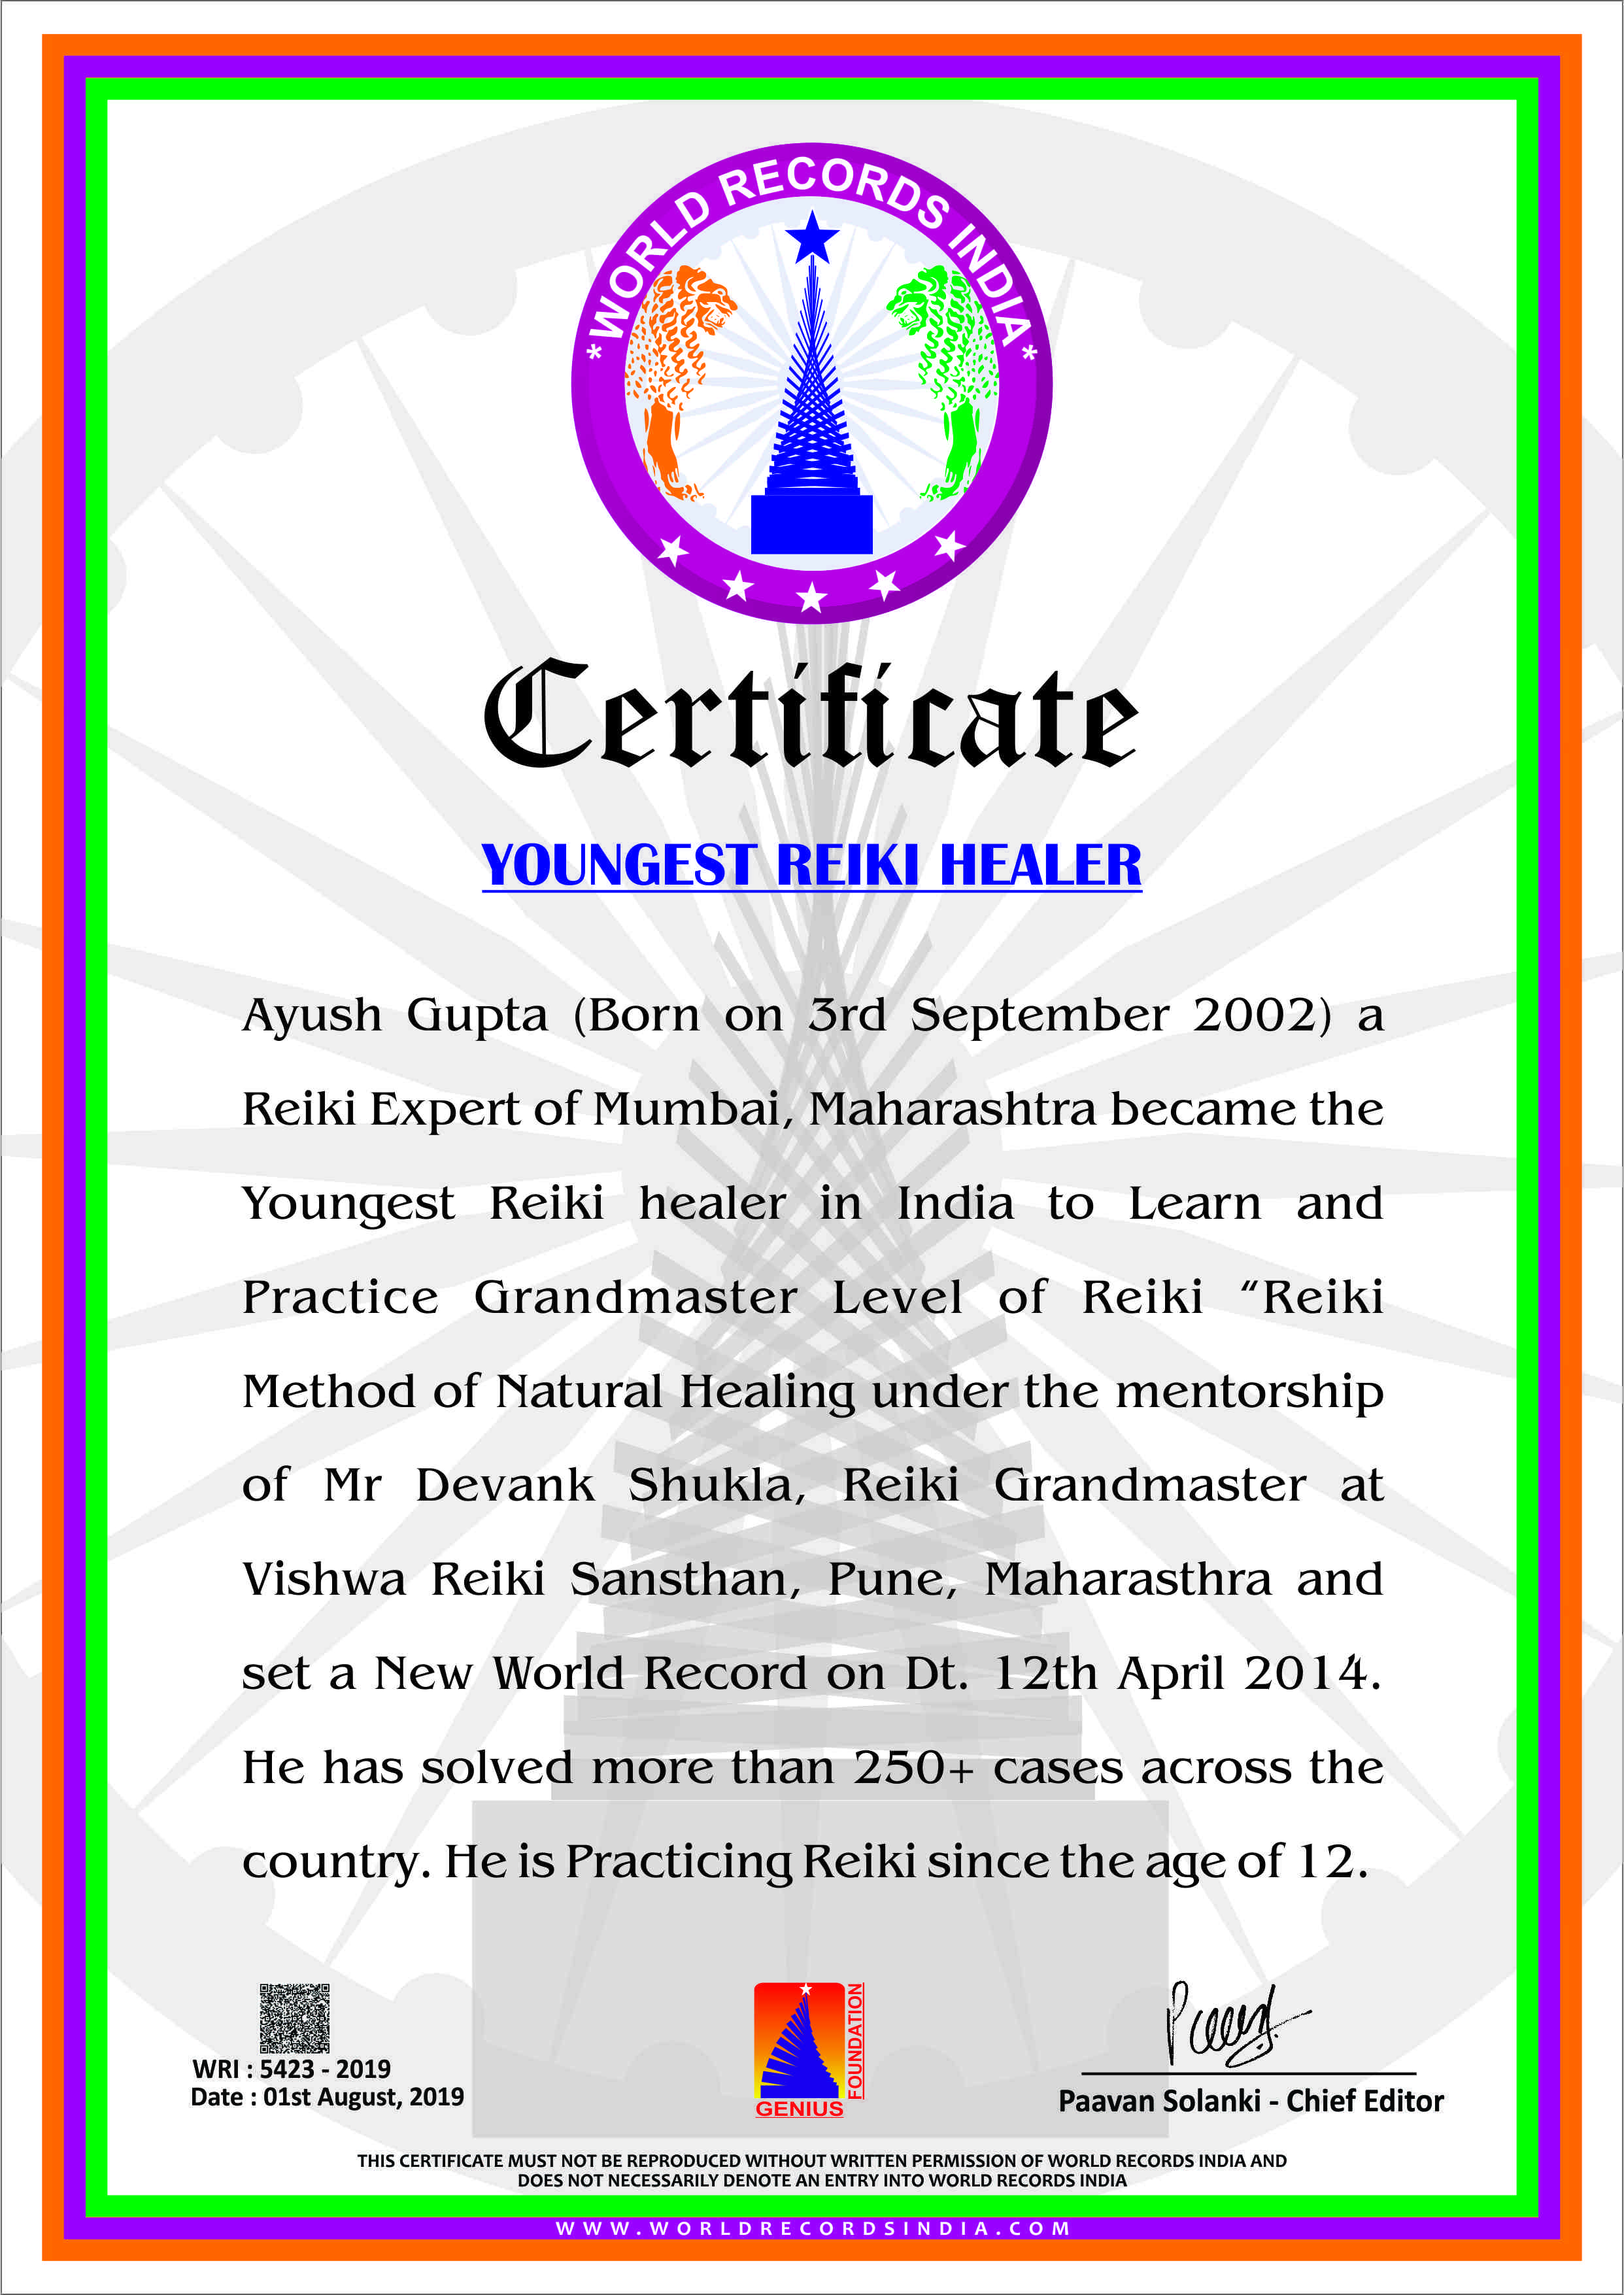 *WORLD RECORDS INDIA*
Certificate
YOUNGEST REIKI HEALER
Ayush Gupta (Born on 3rd September 2002) a
Reiki Expert of Mumbai, Maharashtra became the
Youngest Reiki healer in India to Learn and
Practice Grandmaster Level of Reiki “Reiki
Method of Natural Healing under the mentorship
of Mr Devank Shukla, Reiki Grandmaster at
Vishwa Reiki Sansthan, Pune, Maharasthra and
set a New World Record on Dt. 12th April 2014.
He has solved more than 250+ cases across the
country. He is Practicing Reiki since the age of 12.
WRI : 5423 - 2019
Date : 01st August, 2019
GENIUS
FOUNDATION
Paavan Solanki - Chief Editor
THIS CERTIFICATE MUST NOT BE REPRODUCED WITHOUT WRITTEN PERMISSION OF WORLD RECORDS INDIA AND
DOES NOT NECESSARILY DENOTE AN ENTRY INTO WORLD RECORDS INDIA
WWW.WORLDRECORDSINDIA.COM